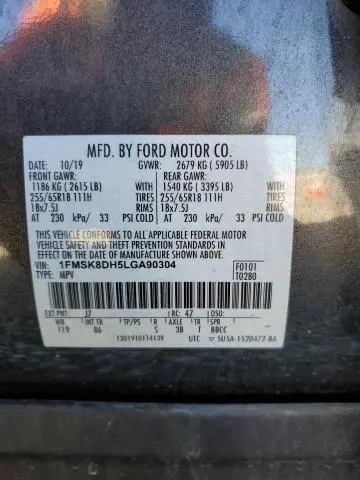 MFD. BY FORD MOTOR CO.
DATE: 10/19 GVWR: 2679 KG ( 5905 LB)
FRONT GAWR: REAR GAWR:
1186 KG ( 2615 LB) 1540 KG ( 3395 LB)
255/65R18 111H TIRES 255/65R18 111H TIRES
18x7.5J RIMS 18x7.5J RIMS
AT 230 kPa/ 33 PSI COLD AT 230 kPa/ 33 PSI COLD
THIS VEHICLE CONFORMS TO ALL APPLICABLE FEDERAL MOTOR
VEHICLE SAFETY AND THEFT PREVENTION STANDARDS
IN EFFECT ON THE DATE OF MANUFACTURE SHOWN ABOVE.
VIN: 1FMSK8DH5LGA90304 F0101
TYPE: MPV T0280
EXT PNT: J7 RC: 47 DSO:
WB BRK INT TR TP/PS R AXLE TR SPR
119 B6 S 3B T BBCC
1201910114139 UTC ▽ 5U5A-1520472-BA